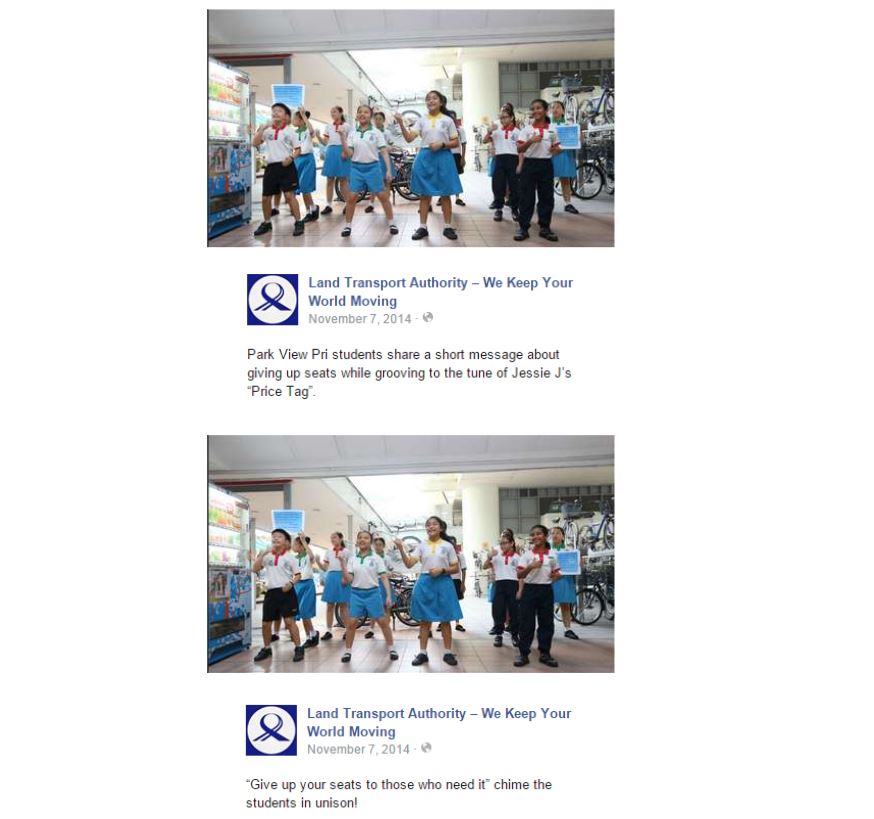 Land Transport Authority – We Keep Your
World Moving
November 7, 2014 ·
Park View Pri students share a short message about
giving up seats while grooving to the tune of Jessie J's
“Price Tag”.
Land Transport Authority – We Keep Your
World Moving
November 7, 2014 ·
“Give up your seats to those who need it” chime the
students in unison!